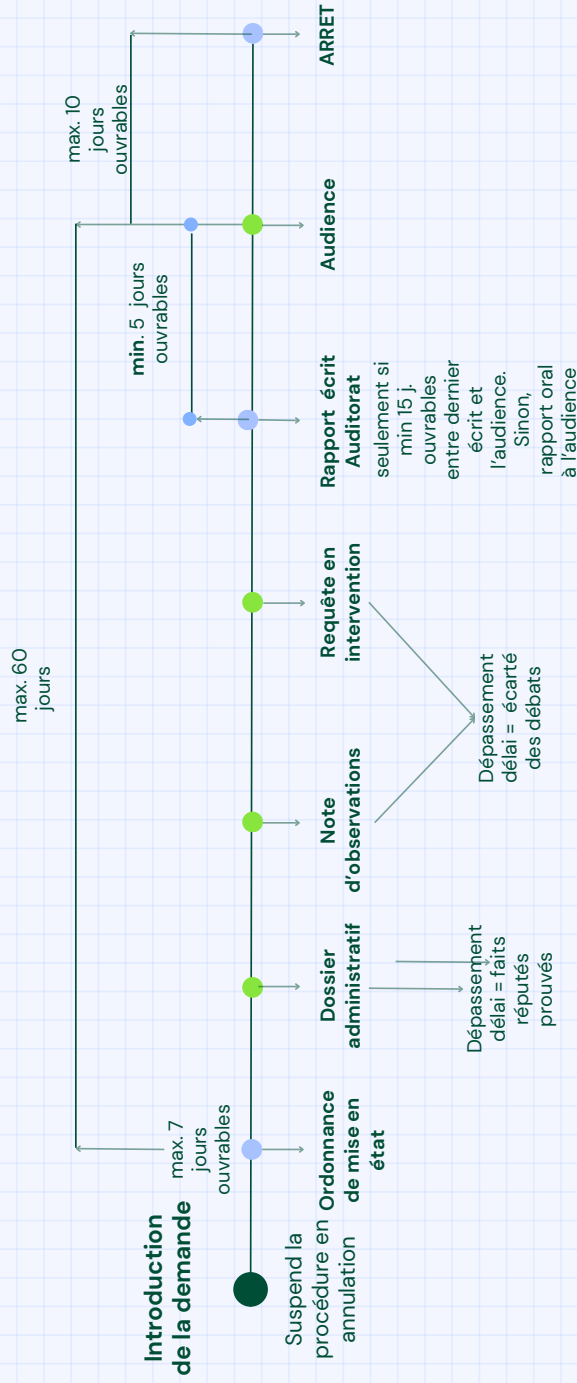 Introduction
de la demande
Suspend la
procédure en
annulation
max. 7
jours
ouvrables
Ordonnance
de mise en
état
max. 60
jours
Dossier
administratif
Dépassement
délai = faits
réputés
prouvés
Note
d'observations
Requête en
intervention
Dépassement
délai = écarté
des débats
Rapport écrit
Auditorat
seulement si
min 15 j.
ouvrables
entre dernier
écrit et
l'audience.
Sinon,
rapport oral
à l'audience
min. 5 jours
ouvrables
Audience
max. 10
jours
ouvrables
ARRET